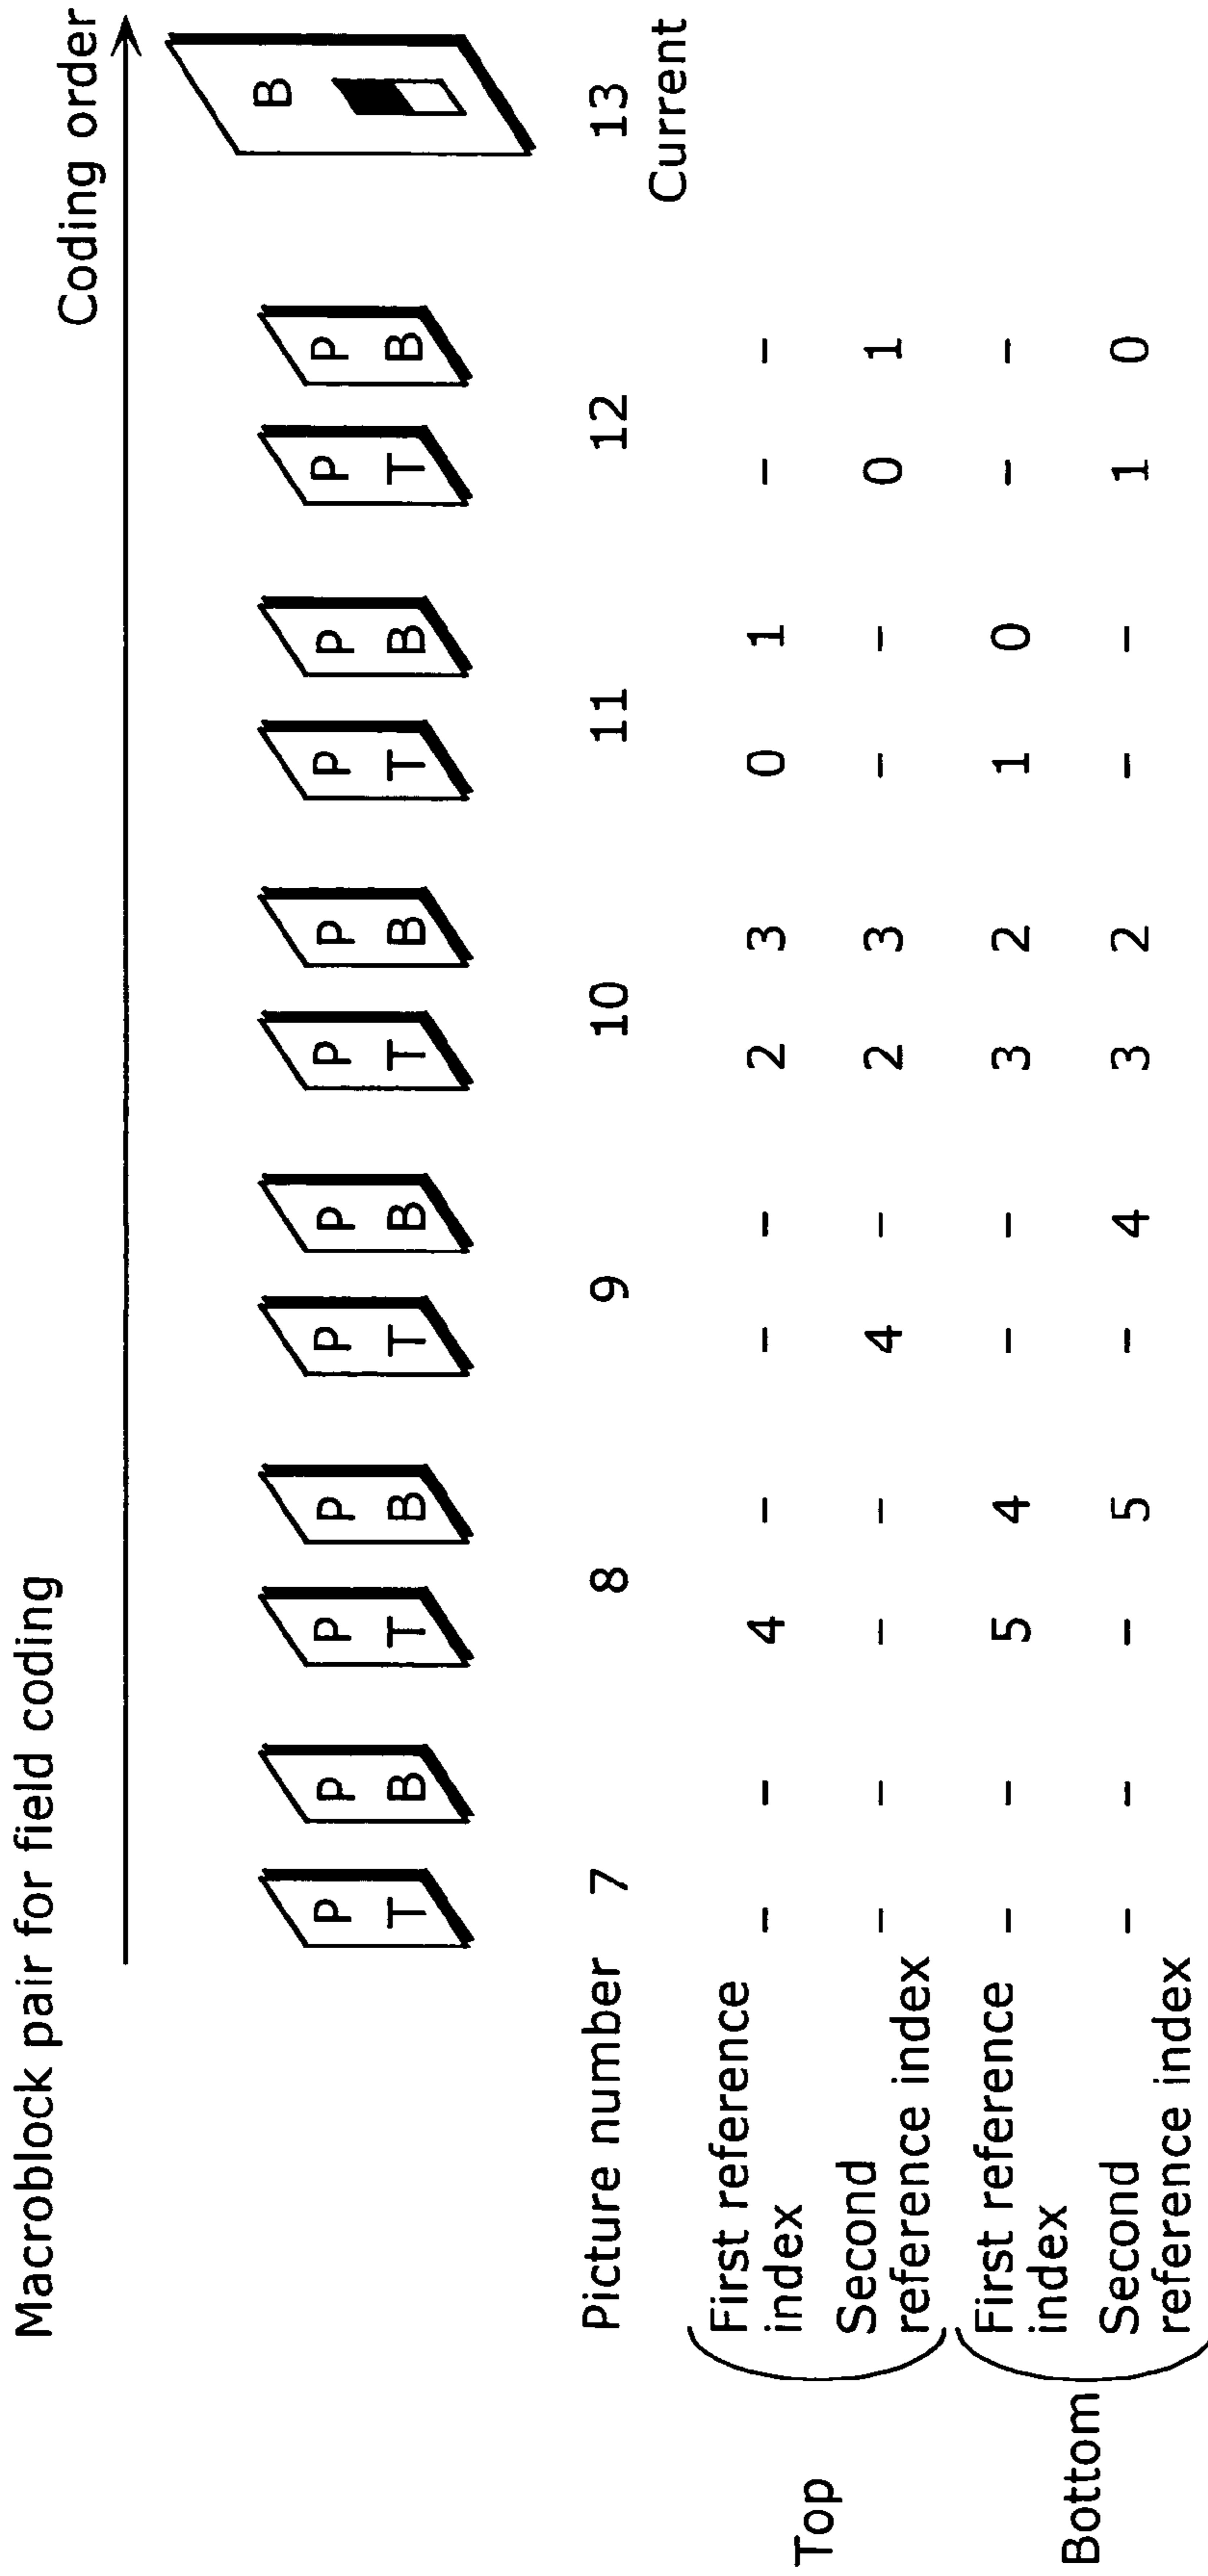 Macroblock pair for field coding
Coding order
P P P P P P P P P P P P B
T B T B T B T B T B T B
Picture number 7 8 9 10 11 12 13
Current
Top
First reference
index
– – 4 – – – 2 3 0 1 – –
Second
reference index
– – – – 4 – 2 3 – – 0 1
Bottom
First reference
index
– – 5 4 – – 3 2 1 0 – –
Second
reference index
– – – 5 – 4 3 2 – – 1 0